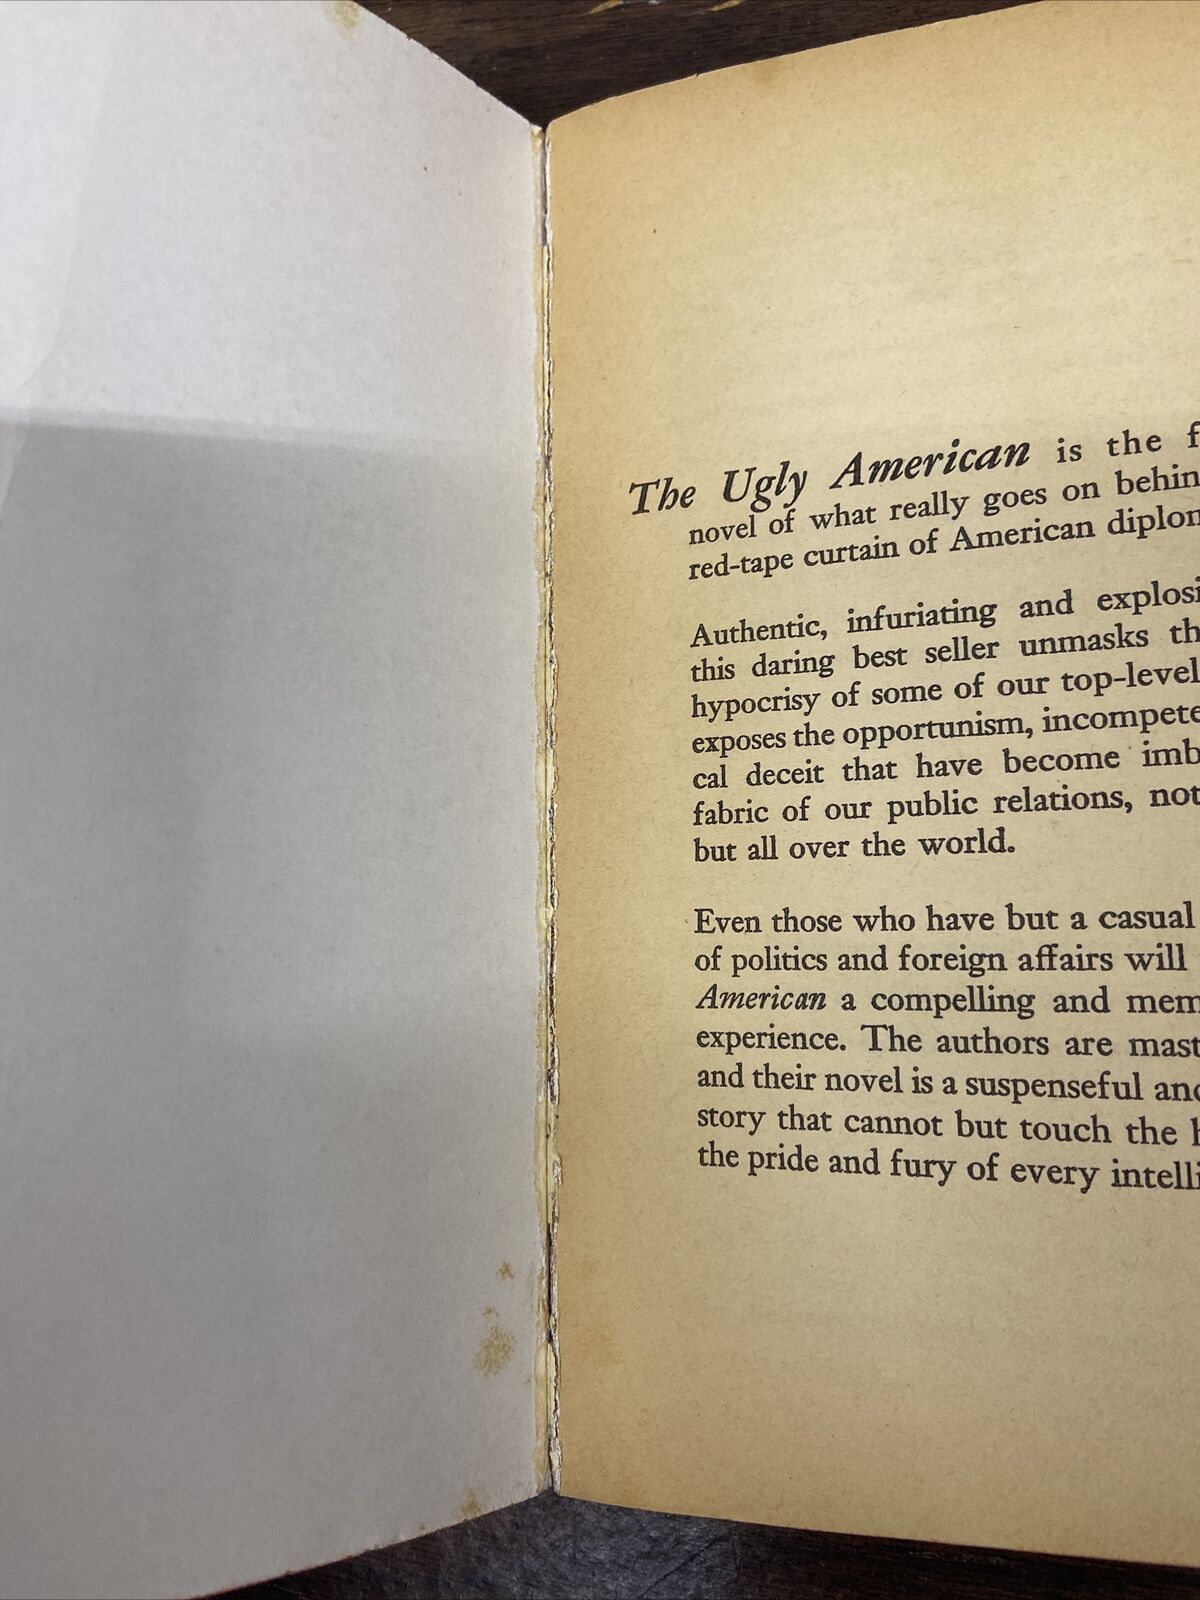 The Ugly American is the f
novel of what really goes on behin
red-tape curtain of American diplom
Authentic, infuriating and explosi
this daring best seller unmasks th
hypocrisy of some of our top-level
exposes the opportunism, incompete
cal deceit that have become imb
fabric of our public relations, not
but all over the world.
Even those who have but a casual
of politics and foreign affairs will
American a compelling and mem
experience. The authors are mast
and their novel is a suspenseful and
story that cannot but touch the h
the pride and fury of every intelli